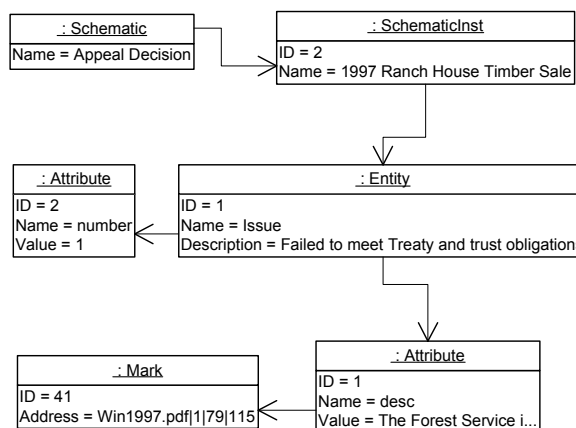 : Schematic
Name = Appeal Decision
: SchematicInst
ID = 2
Name = 1997 Ranch House Timber Sale
: Attribute
ID = 2
Name = number
Value = 1
: Entity
ID = 1
Name = Issue
Description = Failed to meet Treaty and trust obligations
: Mark
ID = 41
Address = Win1997.pdf|1|79|115
: Attribute
ID = 1
Name = desc
Value = The Forest Service i...